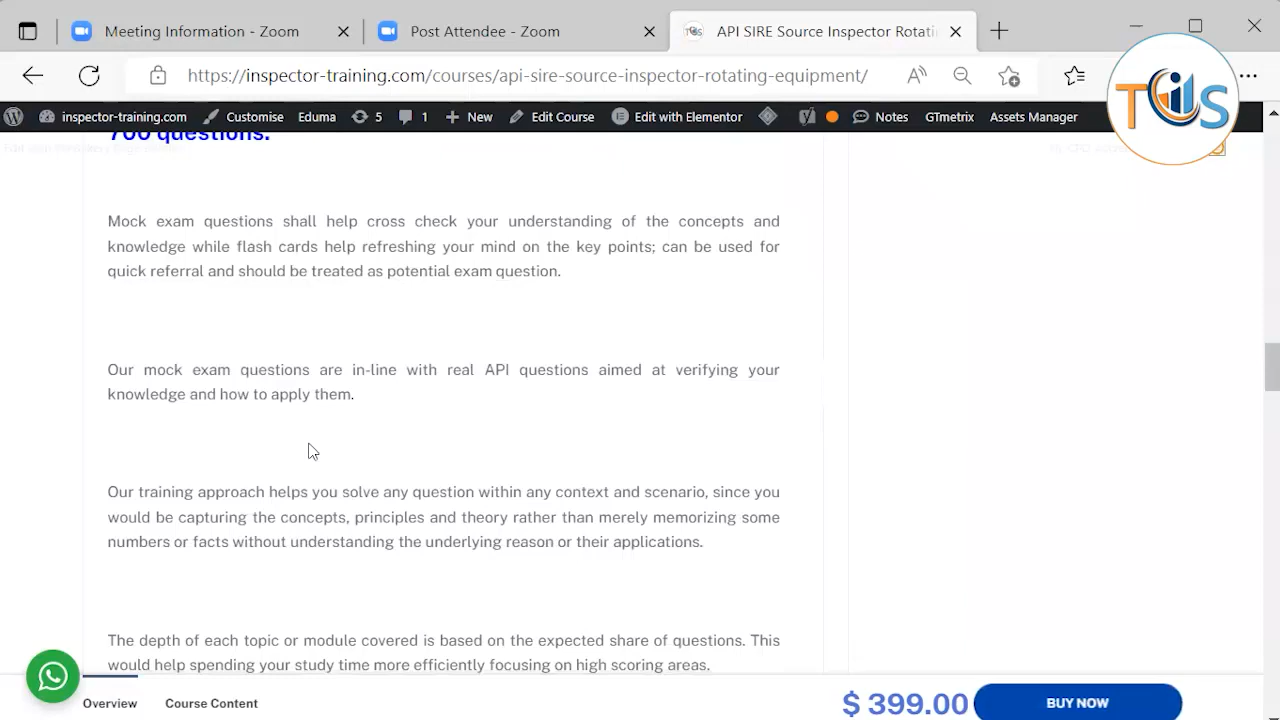 Meeting Information - Zoom
Post Attendee - Zoom
API SIRE Source Inspector Rotati
https://inspector-training.com/courses/api-sire-source-inspector-rotating-equipment/
TIS
inspector-training.com Customise Eduma 5 1 New Edit Course Edit with Elementor Notes GTmetrix Assets Manager
700 questions.
Mock exam questions shall help cross check your understanding of the concepts and
knowledge while flash cards help refreshing your mind on the key points; can be used for
quick referral and should be treated as potential exam question.
Our mock exam questions are in-line with real API questions aimed at verifying your
knowledge and how to apply them.
Our training approach helps you solve any question within any context and scenario, since you
would be capturing the concepts, principles and theory rather than merely memorizing some
numbers or facts without understanding the underlying reason or their applications.
The depth of each topic or module covered is based on the expected share of questions. This
would help spending your study time more efficiently focusing on high scoring areas.
Overview Course Content $ 399.00 BUY NOW